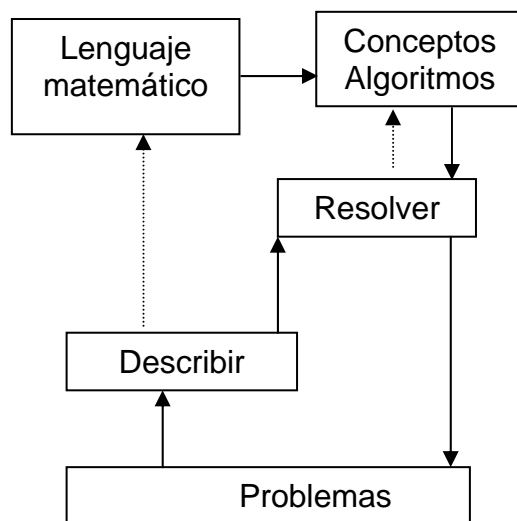 Lenguaje
matemático
Conceptos
Algoritmos
Resolver
Describir
Problemas